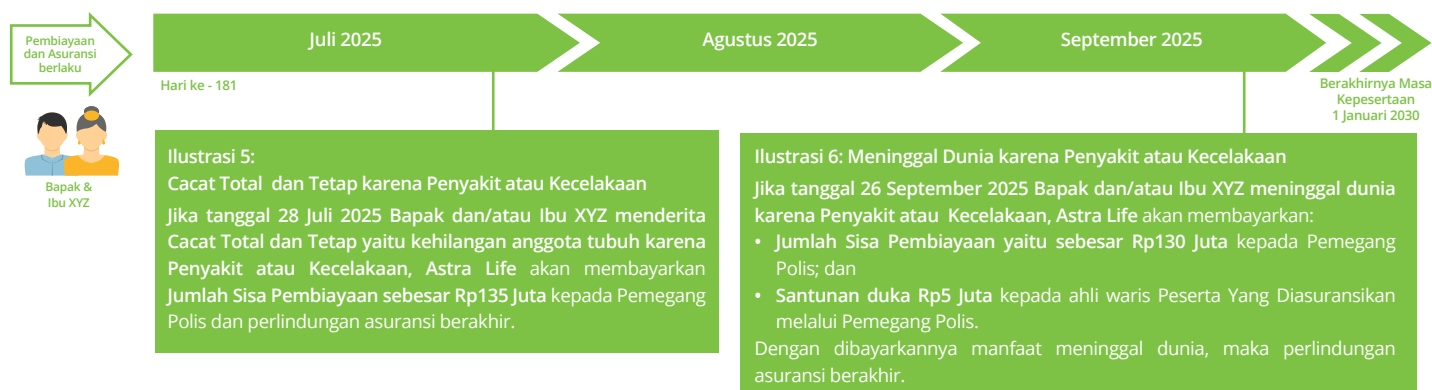 Pembiayaan
dan Asuransi
berlaku
Juli 2025
Agustus 2025
September 2025
Hari ke - 181
Berakhirnya Masa
Kepesertaan
1 Januari 2030
Bapak &
Ibu XYZ
Ilustrasi 5:
Cacat Total dan Tetap karena Penyakit atau Kecelakaan
Jika tanggal 28 Juli 2025 Bapak dan/atau Ibu XYZ menderita
Cacat Total dan Tetap yaitu kehilangan anggota tubuh karena
Penyakit atau Kecelakaan, Astra Life akan membayarkan
Jumlah Sisa Pembiayaan sebesar Rp135 Juta kepada Pemegang
Polis dan perlindungan asuransi berakhir.
Ilustrasi 6: Meninggal Dunia karena Penyakit atau Kecelakaan
Jika tanggal 26 September 2025 Bapak dan/atau Ibu XYZ meninggal dunia
karena Penyakit atau Kecelakaan, Astra Life akan membayarkan:
• Jumlah Sisa Pembiayaan yaitu sebesar Rp130 Juta kepada Pemegang
Polis; dan
• Santunan duka Rp5 Juta kepada ahli waris Peserta Yang Diasuransikan
melalui Pemegang Polis.
Dengan dibayarkannya manfaat meninggal dunia, maka perlindungan
asuransi berakhir.